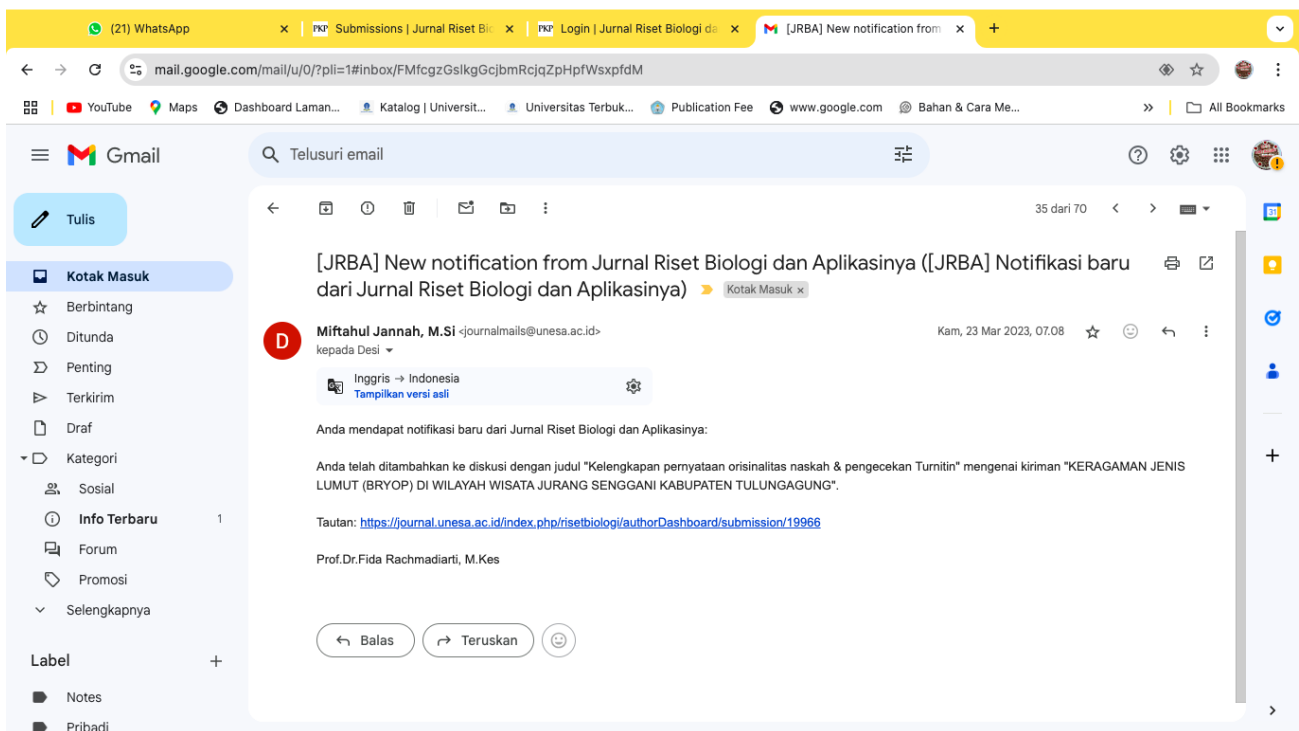 (21) WhatsApp
PKP Submissions | Jurnal Riset Bio
PKP Login | Jurnal Riset Biologi da
[JRBA] New notification from
mail.google.com/mail/u/0/?pli=1#inbox/FMfcgzGslkgGcjbmRcjqZpHpfWsxpfdM
YouTube
Maps
Dashboard Laman...
Katalog | Universit...
Universitas Terbuk...
Publication Fee
www.google.com
Bahan & Cara Me...
All Bookmarks
Gmail
Telusuri email
Tulis
35 dari 70
Kotak Masuk
Berbintang
Ditunda
Penting
Terkirim
Draf
Kategori
Sosial
Info Terbaru 1
Forum
Promosi
Selengkapnya
Label
Notes
Pribadi
[JRBA] New notification from Jurnal Riset Biologi dan Aplikasinya ([JRBA] Notifikasi baru
dari Jurnal Riset Biologi dan Aplikasinya) Kotak Masuk x
D
Miftahul Jannah, M.Si <journalmails@unesa.ac.id>
Kam, 23 Mar 2023, 07.08
kepada Desi
Inggris → Indonesia
Tampilkan versi asli
Anda mendapat notifikasi baru dari Jurnal Riset Biologi dan Aplikasinya:
Anda telah ditambahkan ke diskusi dengan judul "Kelengkapan pernyataan orisinalitas naskah & pengecekan Turnitin" mengenai kiriman "KERAGAMAN JENIS
LUMUT (BRYOP) DI WILAYAH WISATA JURANG SENGGANI KABUPATEN TULUNGAGUNG".
Tautan: https://journal.unesa.ac.id/index.php/risetbiologi/authorDashboard/submission/19966
Prof.Dr.Fida Rachmadiarti, M.Kes
Balas
Teruskan
31